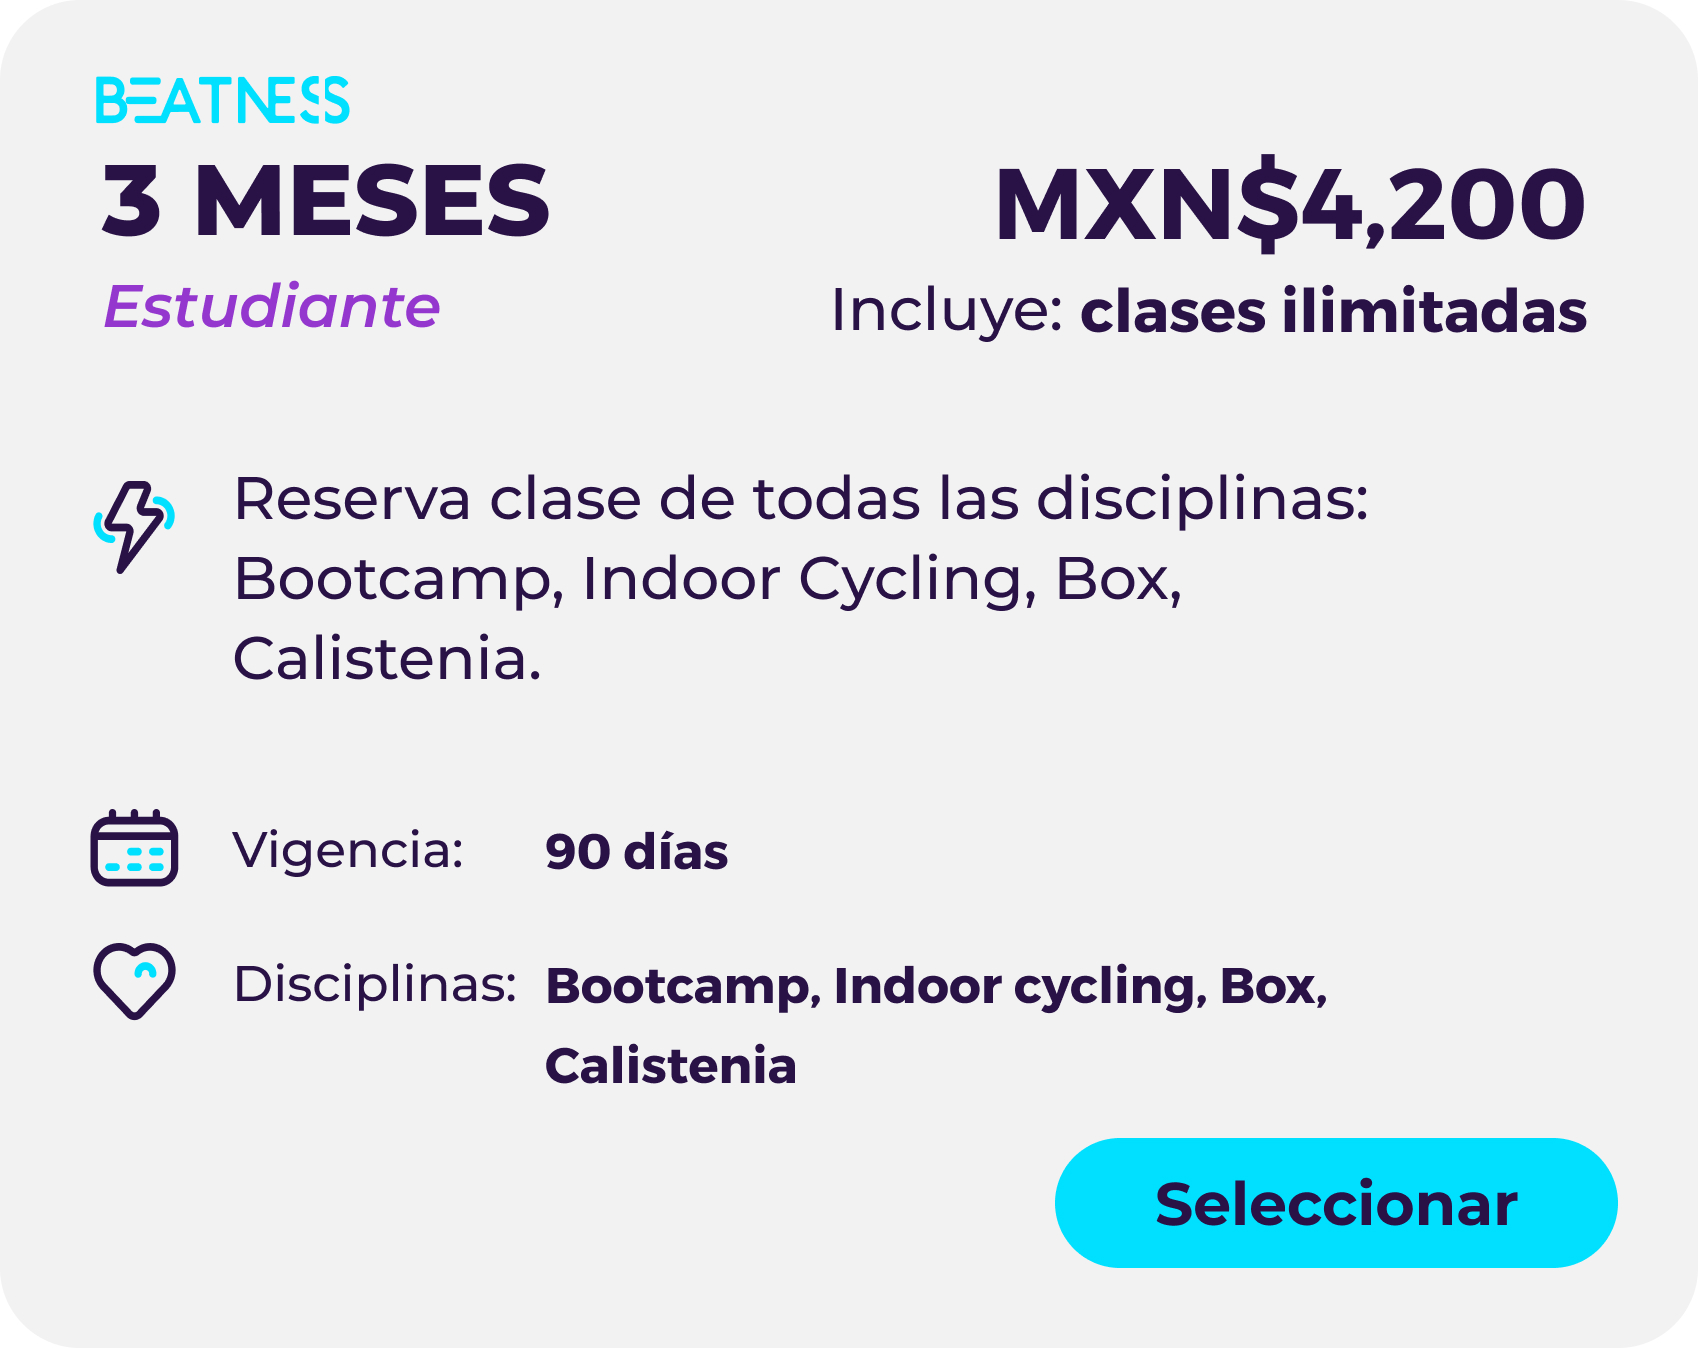 BEATNESS
3 MESES
Estudiante
MXN$4,200
Incluye: clases ilimitadas
Reserva clase de todas las disciplinas:
Bootcamp, Indoor Cycling, Box,
Calistenia.
Vigencia: 90 días
Disciplinas: Bootcamp, Indoor cycling, Box,
Calistenia
Seleccionar